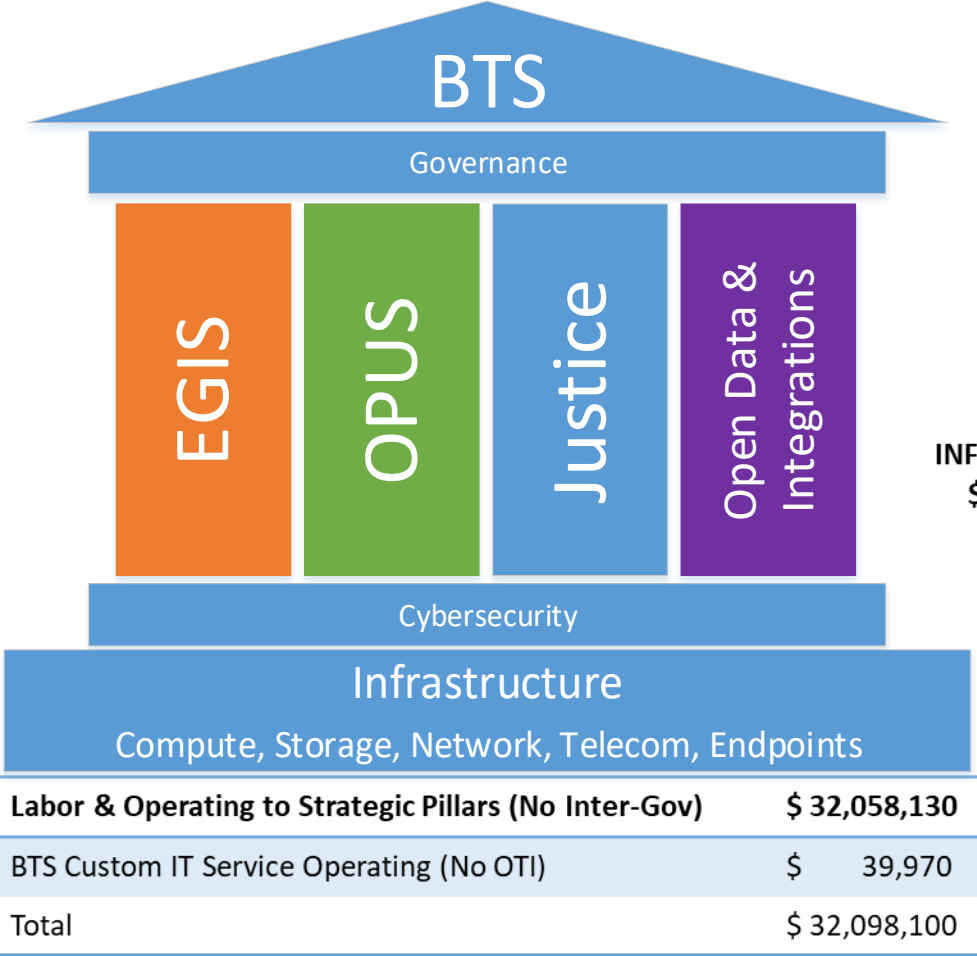 BTS
Governance
EGIS
OPUS
Justice
Open Data &
Integrations
INF
$
Cybersecurity
Infrastructure
Compute, Storage, Network, Telecom, Endpoints
Labor & Operating to Strategic Pillars (No Inter-Gov) $ 32,058,130
BTS Custom IT Service Operating (No OTI) $ 39,970
Total $ 32,098,100